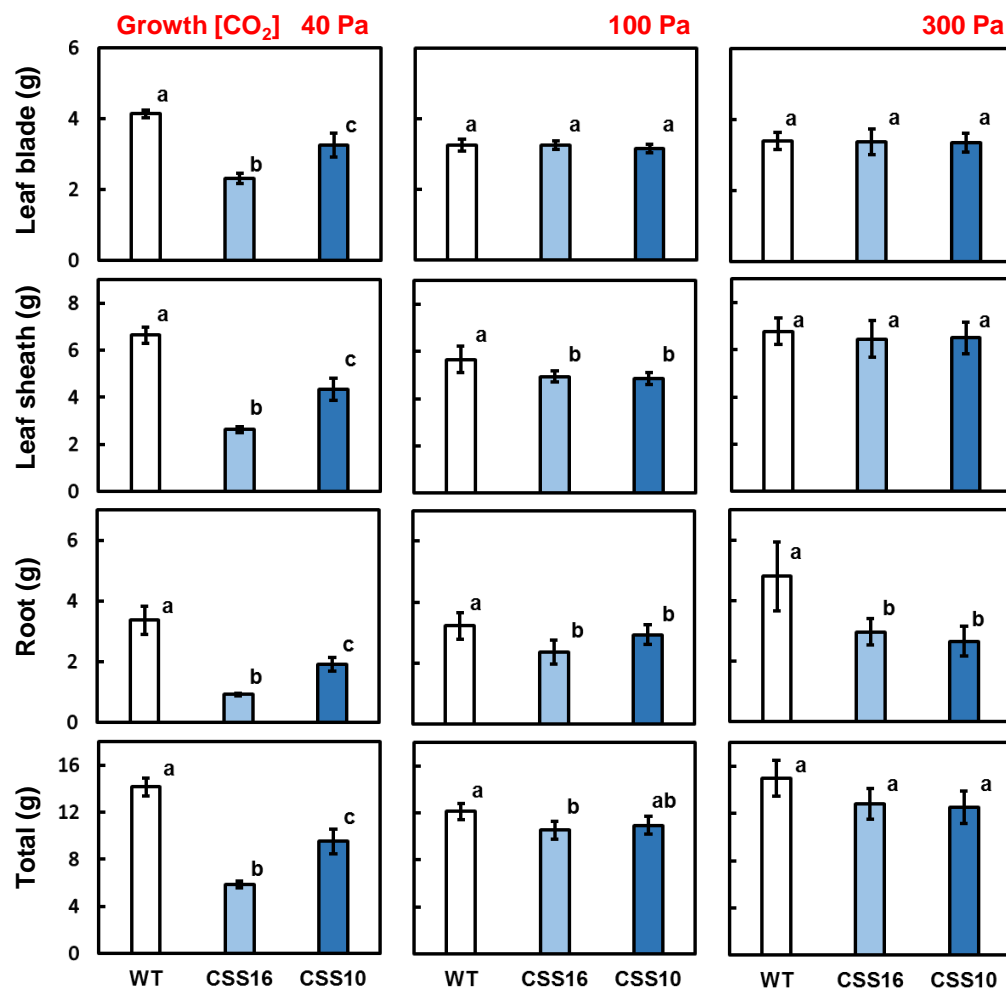 Growth [CO₂] 40 Pa 100 Pa 300 Pa
Leaf blade (g)
6
4
2
0
a b c
a a a
a a a
Leaf sheath (g)
8
6
4
2
0
a b c
a b b
a a a
Root (g)
6
4
2
0
a b c
a b b
a b b
Total (g)
16
12
8
4
0
a b c
a b ab
a a a
WT CSS16 CSS10 WT CSS16 CSS10 WT CSS16 CSS10